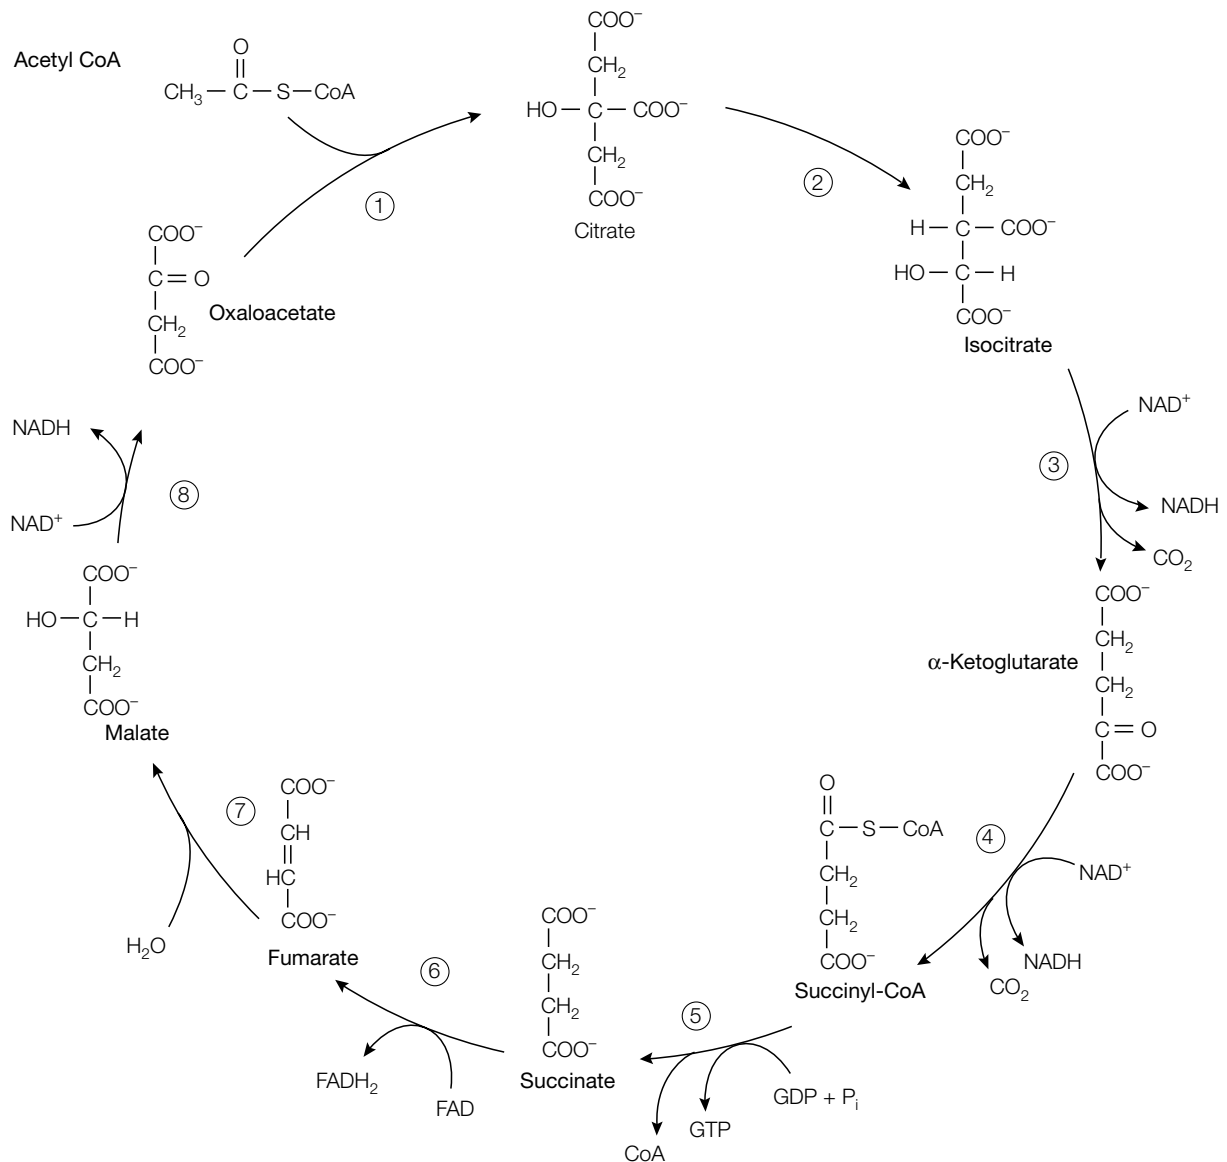 Acetyl CoA
O
CH₃—C—S—CoA
COO⁻
CH₂
HO—C—COO⁻
CH₂
COO⁻
Citrate
①
②
COO⁻
CH₂
H—C—COO⁻
HO—C—H
COO⁻
Isocitrate
COO⁻
C=O
CH₂
COO⁻
Oxaloacetate
NAD⁺
③
NADH
CO₂
NADH
⑧
NAD⁺
COO⁻
CH₂
CH₂
C=O
COO⁻
α-Ketoglutarate
COO⁻
HO—C—H
CH₂
COO⁻
Malate
O
C—S—CoA
CH₂
CH₂
COO⁻
Succinyl-CoA
④
NAD⁺
NADH
CO₂
⑦
H₂O
COO⁻
CH
HC
COO⁻
Fumarate
COO⁻
CH₂
CH₂
COO⁻
Succinate
⑥
FADH₂
FAD
⑤
GDP + Pᵢ
GTP
CoA